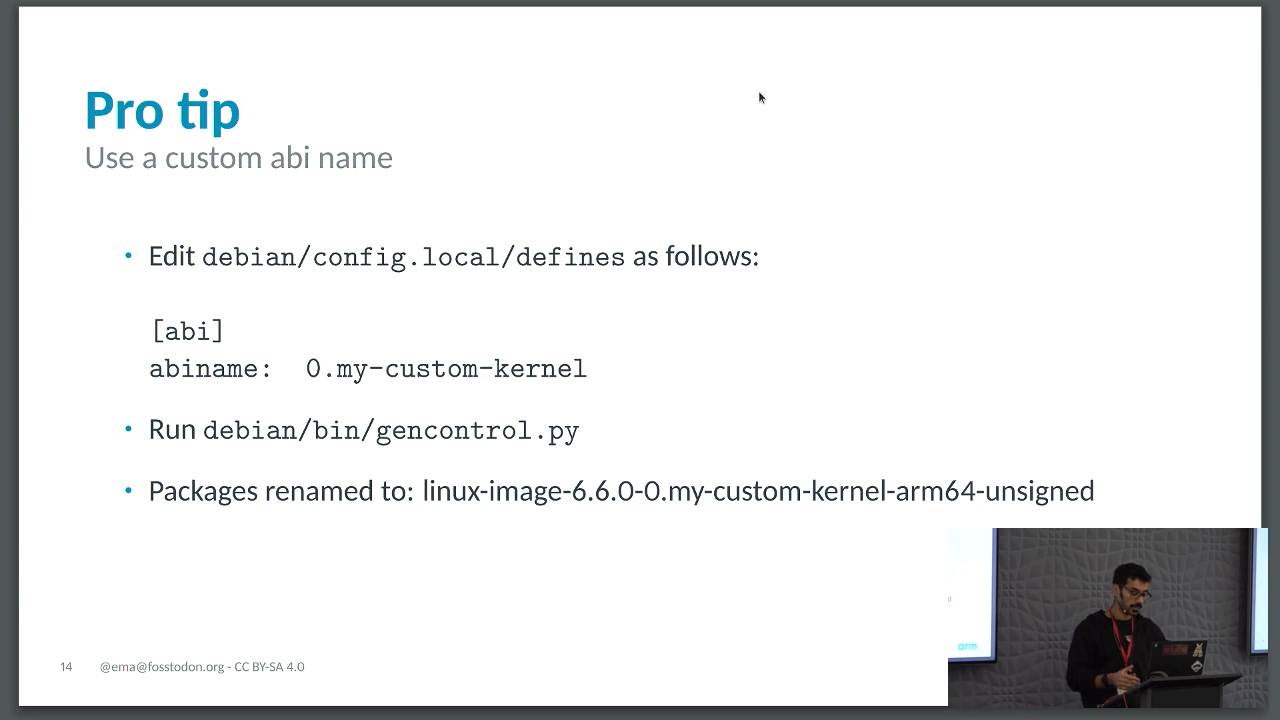 Pro tip
Use a custom abi name
• Edit debian/config.local/defines as follows:
[abi]
abiname: 0.my-custom-kernel
• Run debian/bin/gencontrol.py
• Packages renamed to: linux-image-6.6.0-0.my-custom-kernel-arm64-unsigned
14 @ema@fosstodon.org - CC BY-SA 4.0
arm